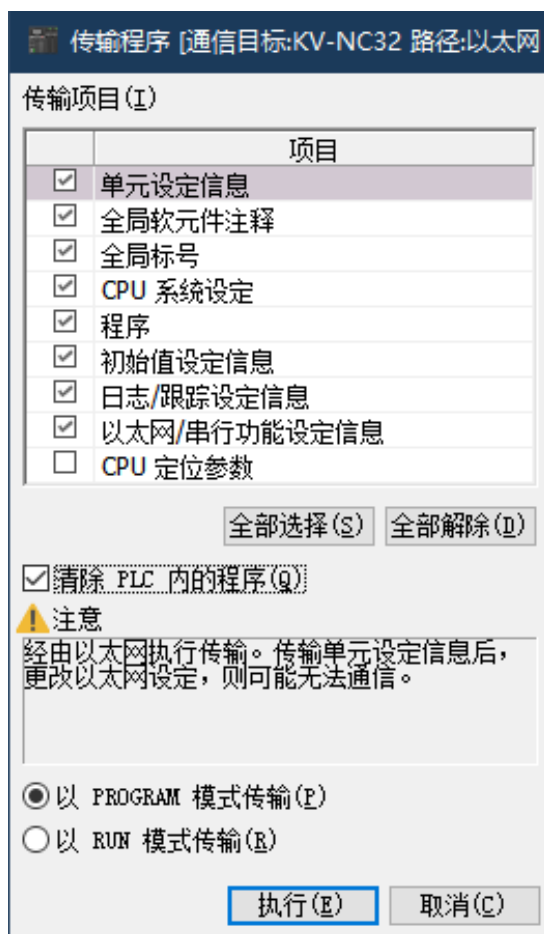 传输程序 [通信目标:KV-NC32 路径:以太网
传输项目(I)
项目
单元设定信息
全局软元件注释
全局标号
CPU 系统设定
程序
初始值设定信息
日志/跟踪设定信息
以太网/串行功能设定信息
CPU 定位参数
全部选择(S) 全部解除(D)
清除 PLC 内的程序(Q)
注意
经由以太网执行传输。传输单元设定信息后，
更改以太网设定，则可能无法通信。
以 PROGRAM 模式传输(P)
以 RUN 模式传输(R)
执行(E) 取消(C)